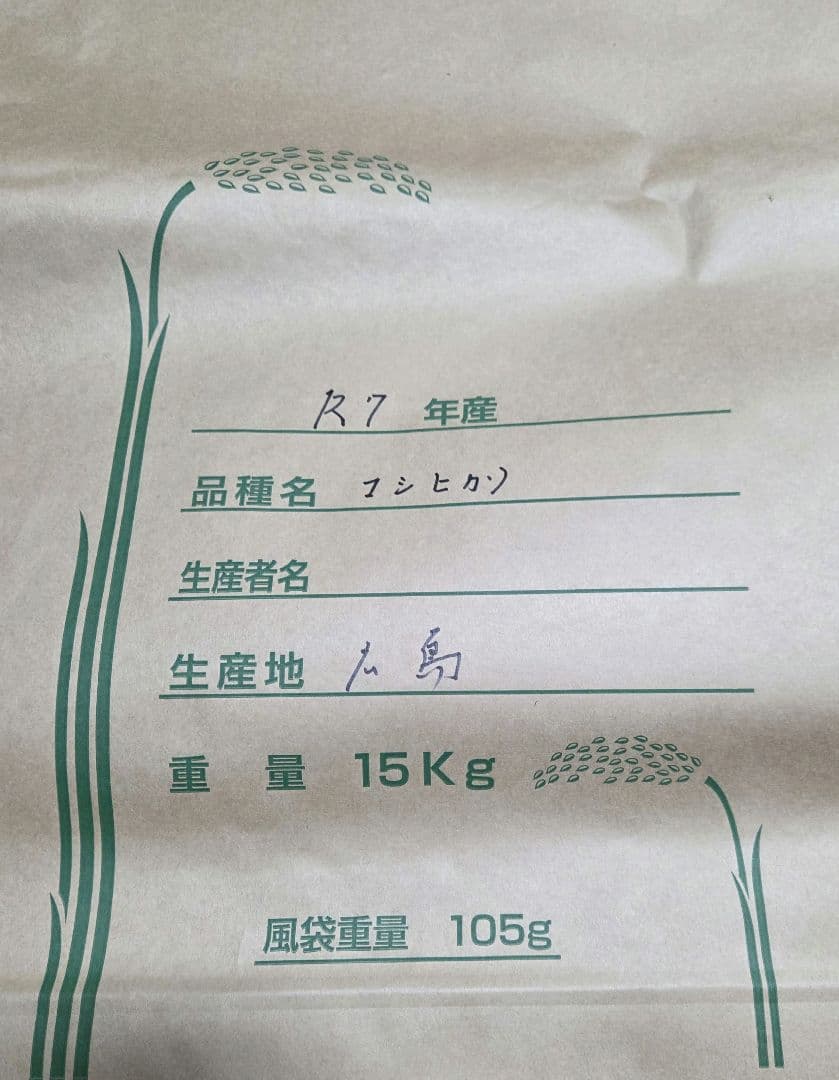 R7 年産
品種名 コシヒカリ
生産者名
生産地 広島
重量 15Kg
風袋重量 105g